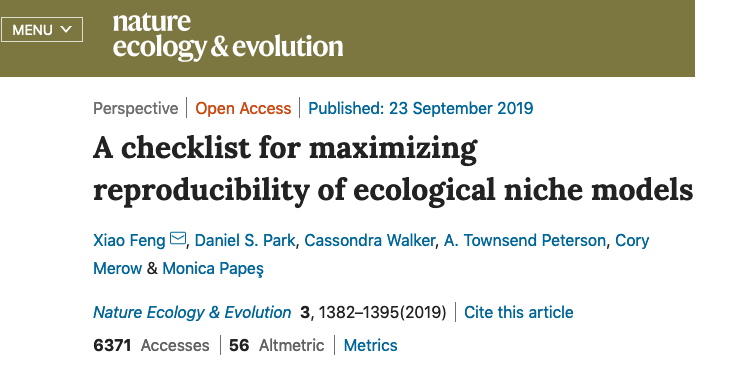 MENU
nature
ecology & evolution
Perspective | Open Access | Published: 23 September 2019
A checklist for maximizing
reproducibility of ecological niche models
Xiao Feng, Daniel S. Park, Cassondra Walker, A. Townsend Peterson, Cory
Merow & Monica Papeş
Nature Ecology & Evolution 3, 1382–1395(2019) | Cite this article
6371 Accesses | 56 Altmetric | Metrics